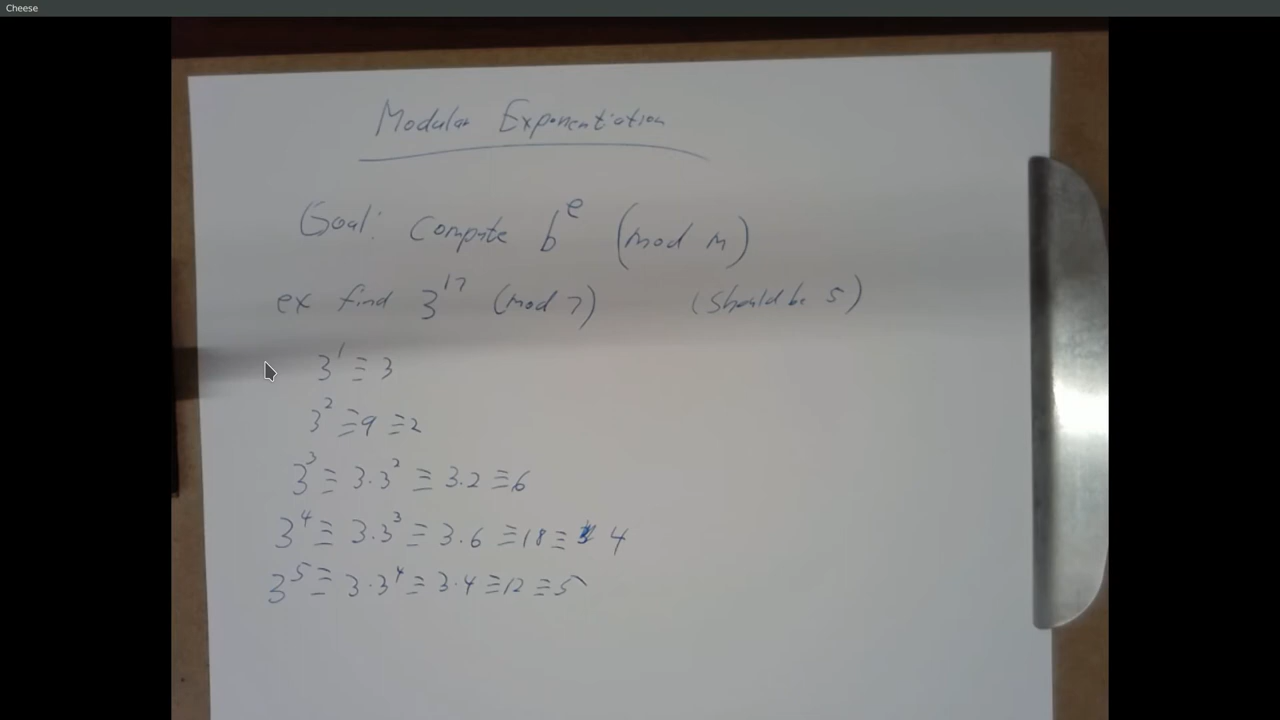 Cheese
Modular Exponentiation
Goal: Compute b^e (mod m)
ex find 3^17 (mod 7) (Should be 5)
3^1 ≡ 3
3^2 ≡ 9 ≡ 2
3^3 ≡ 3·3^2 ≡ 3·2 ≡ 6
3^4 ≡ 3·3^3 ≡ 3·6 ≡ 18 ≡ 4
3^5 ≡ 3·3^4 ≡ 3·4 ≡ 12 ≡ 5